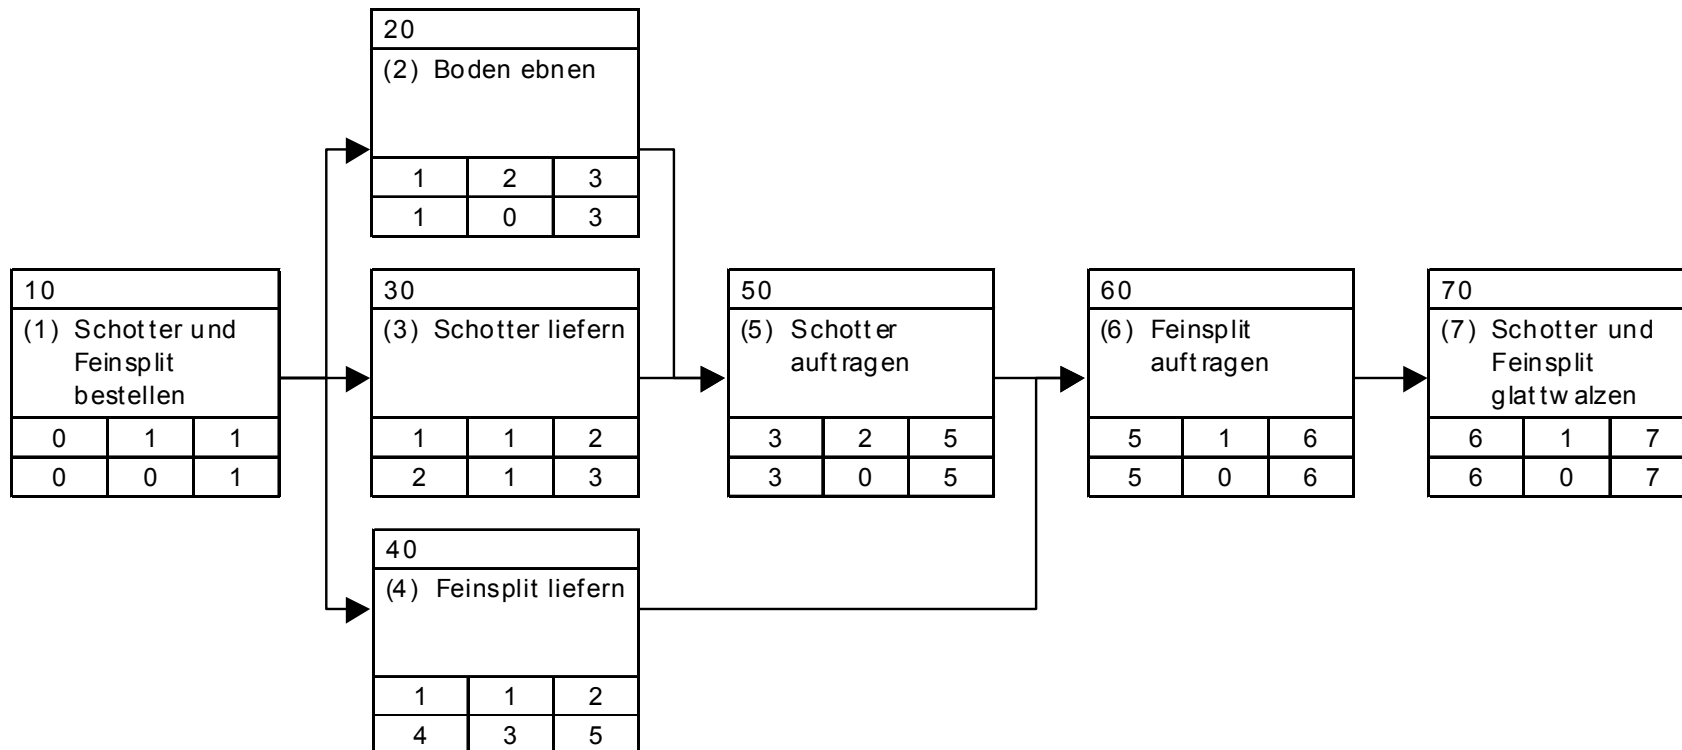 20
(2) Boden ebnen
1 2 3
1 0 3
10
(1) Schotter und
Feinsplit
bestellen
0 1 1
0 0 1
30
(3) Schotter liefern
1 1 2
2 1 3
50
(5) Schotter
auftragen
3 2 5
3 0 5
60
(6) Feinsplit
auftragen
5 1 6
5 0 6
70
(7) Schotter und
Feinsplit
glattwalzen
6 1 7
6 0 7
40
(4) Feinsplit liefern
1 1 2
4 3 5